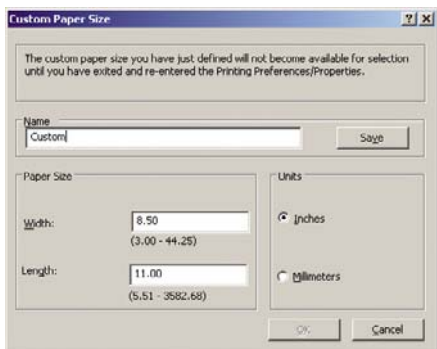 Custom Paper Size
The custom paper size you have just defined will not become available for selection
until you have exited and re-entered the Printing Preferences/Properties.
Name
Custom
Save
Paper Size
Width:
8.50
(3.00 - 44.25)
Length:
11.00
(5.51 - 3582.68)
Units
Inches
Millimeters
OK
Cancel